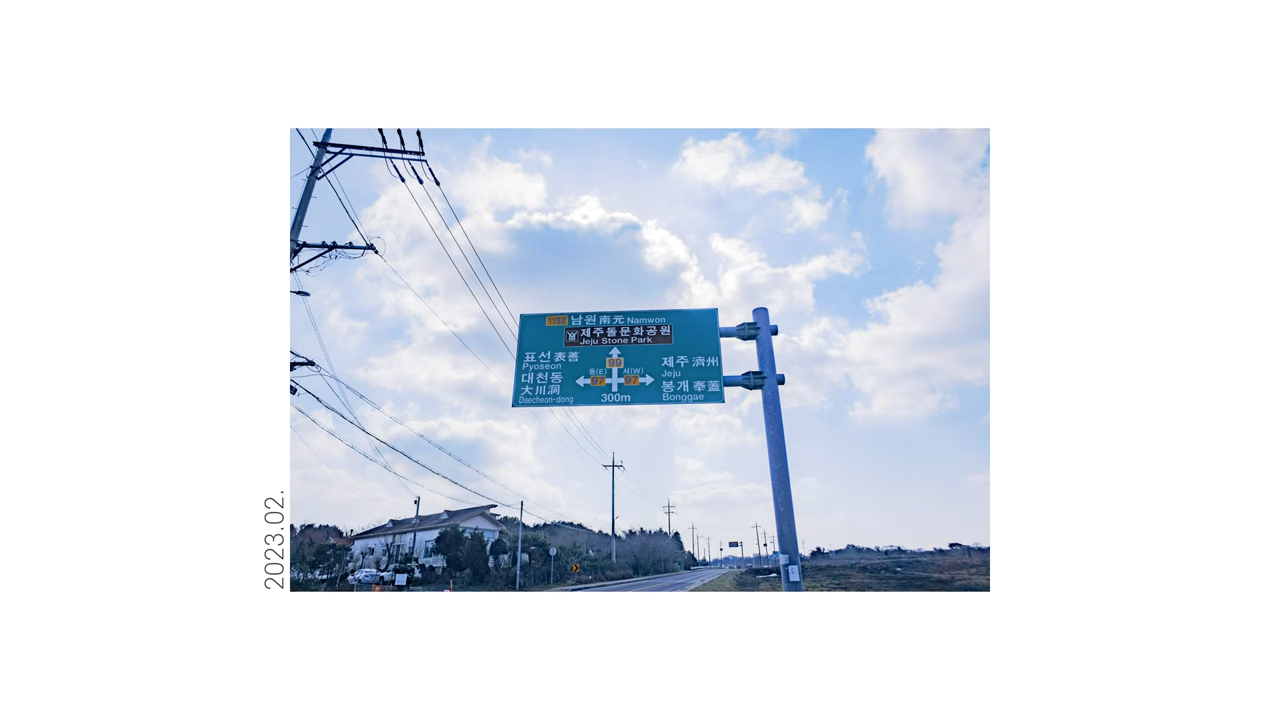 2023.02.
1132 남원 南元 Namwon
제주돌문화공원
Jeju Stone Park
표선 表善
Pyoseon
대천동
大川洞
Daecheon-dong
99
동(E) 서(W)
97 97
300m
제주 濟州
Jeju
봉개 奉蓋
Bonggae